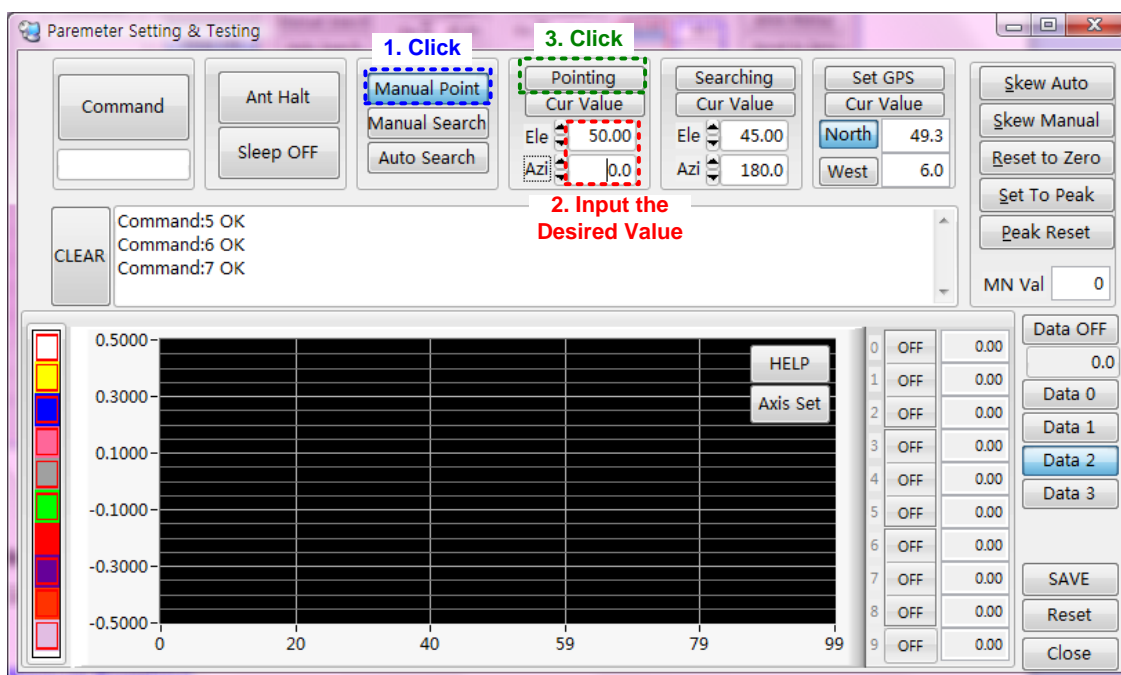 Paremeter Setting & Testing
1. Click
3. Click
Command
Ant Halt
Sleep OFF
Manual Point
Manual Search
Auto Search
Pointing
Cur Value
Ele 50.00
Azi 0.0
2. Input the
Desired Value
Searching
Cur Value
Ele 45.00
Azi 180.0
Set GPS
Cur Value
North 49.3
West 6.0
Skew Auto
Skew Manual
Reset to Zero
Set To Peak
Peak Reset
MN Val 0
CLEAR
Command:5 OK
Command:6 OK
Command:7 OK
0.5000
0.3000
0.1000
-0.1000
-0.3000
-0.5000
0 20 40 59 79 99
HELP
Axis Set
0 OFF 0.00
1 OFF 0.00
2 OFF 0.00
3 OFF 0.00
4 OFF 0.00
5 OFF 0.00
6 OFF 0.00
7 OFF 0.00
8 OFF 0.00
9 OFF 0.00
Data OFF
0.0
Data 0
Data 1
Data 2
Data 3
SAVE
Reset
Close